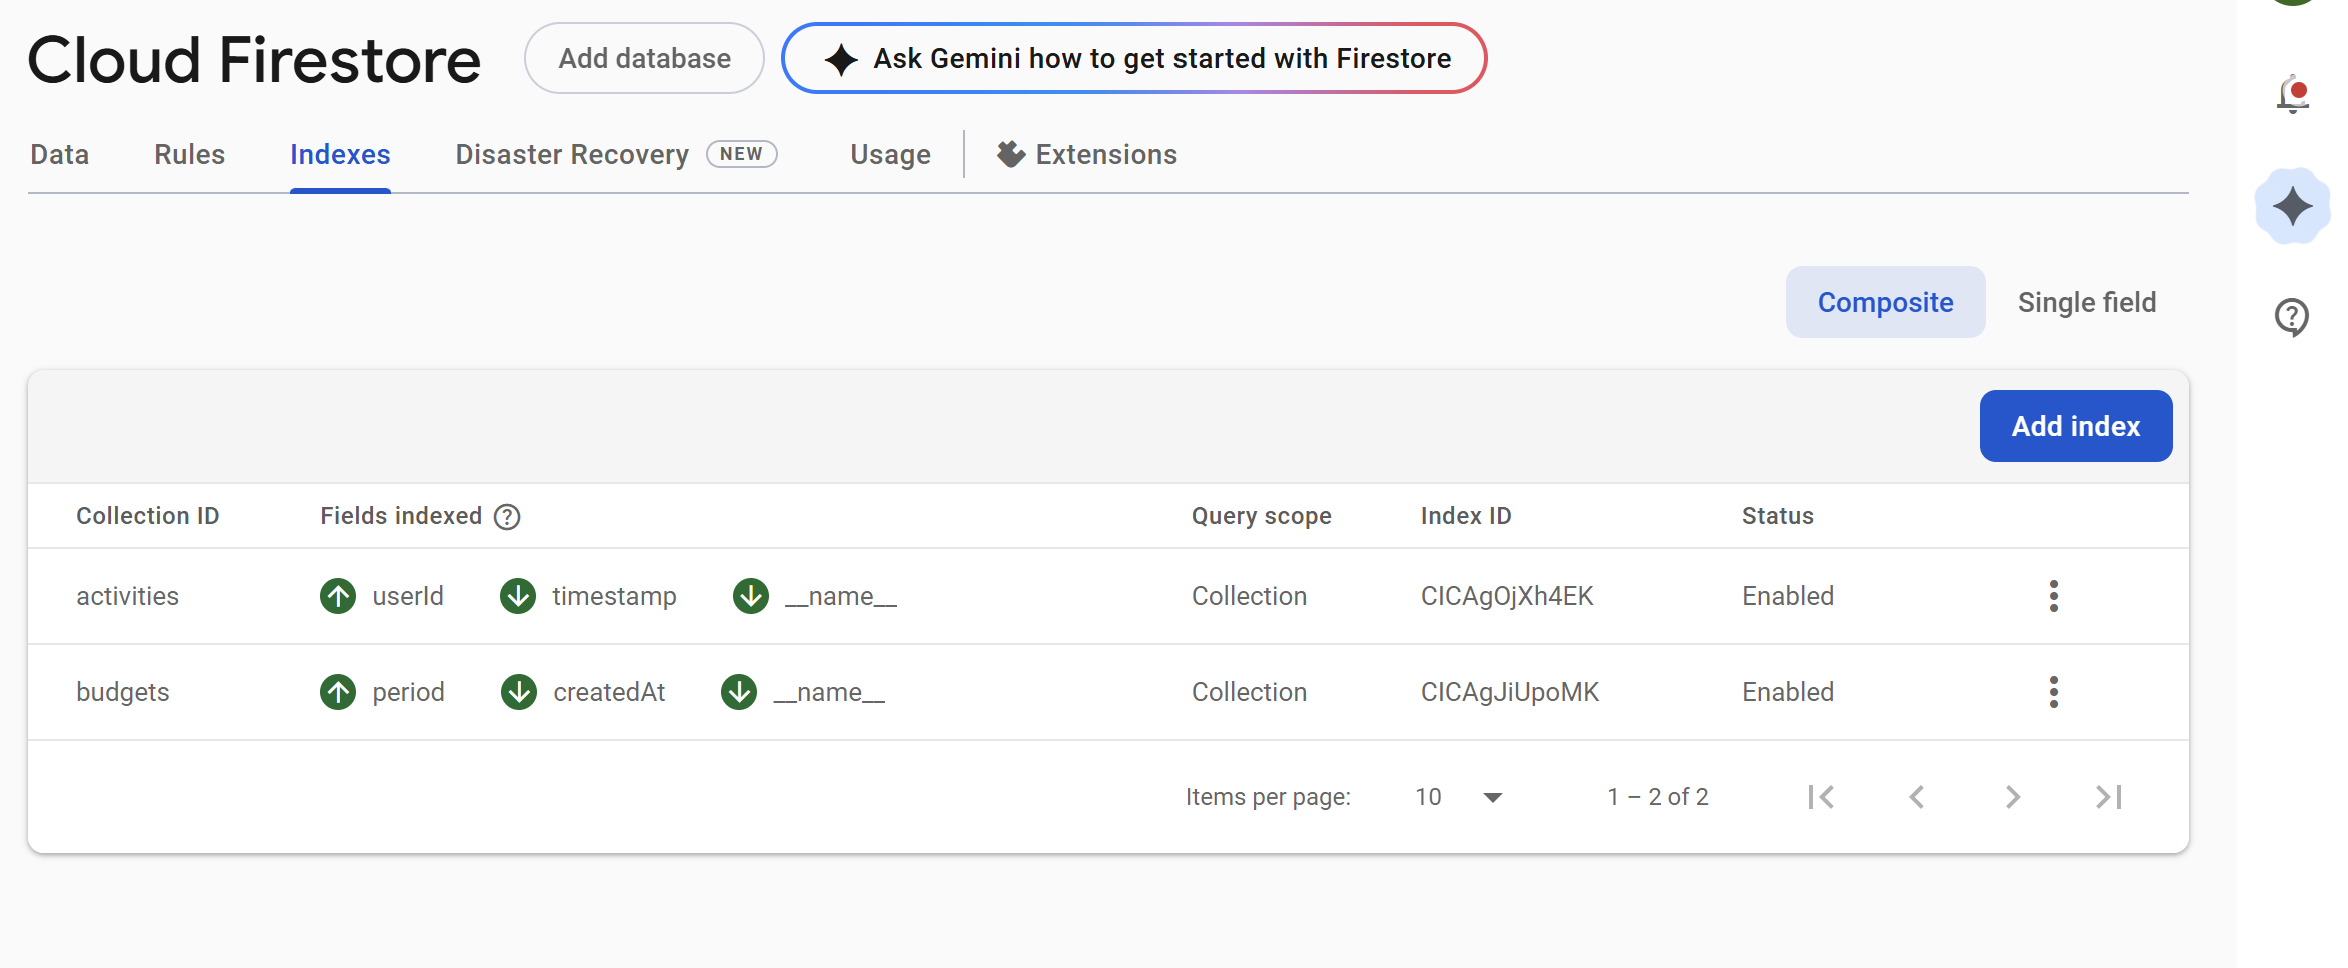 Cloud Firestore Add database Ask Gemini how to get started with Firestore
Data Rules Indexes Disaster Recovery NEW Usage Extensions
Composite Single field
Add index
Collection ID Fields indexed Query scope Index ID Status
activities userId timestamp __name__ Collection CICAgOjXh4EK Enabled
budgets period createdAt __name__ Collection CICAgJiUpoMK Enabled
Items per page: 10 1 – 2 of 2